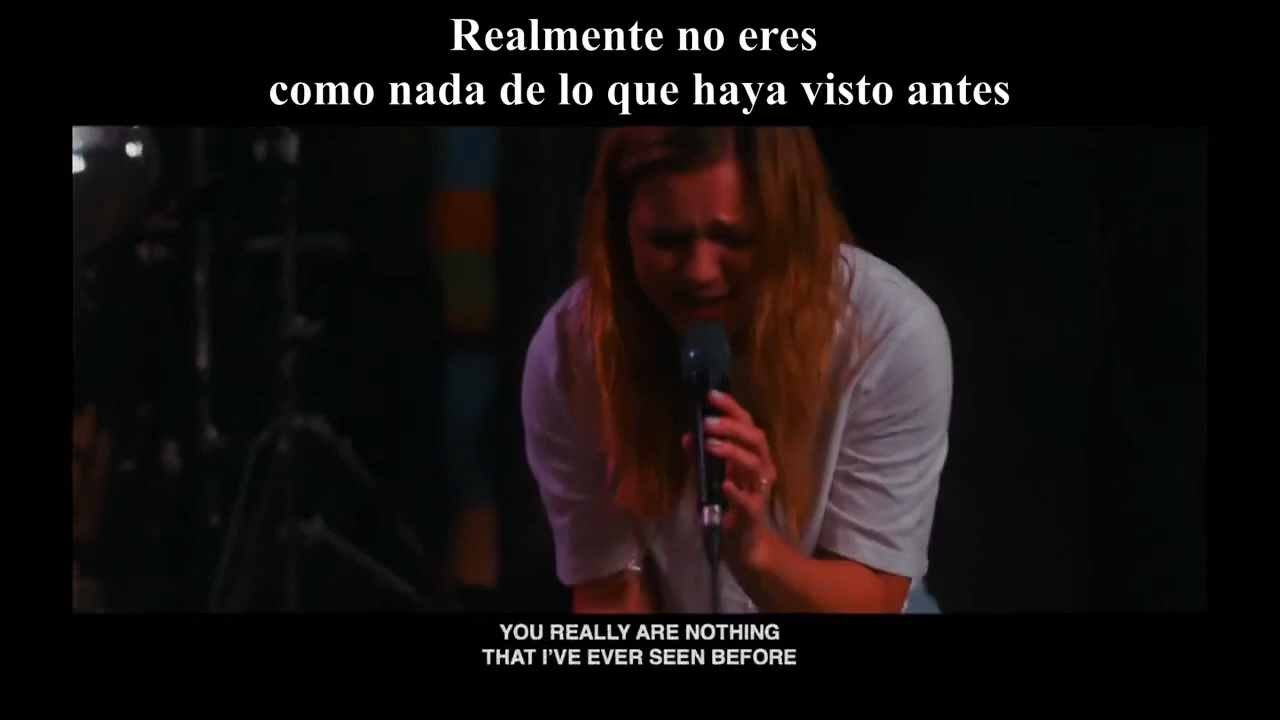 Realmente no eres
como nada de lo que haya visto antes
YOU REALLY ARE NOTHING
THAT I'VE EVER SEEN BEFORE